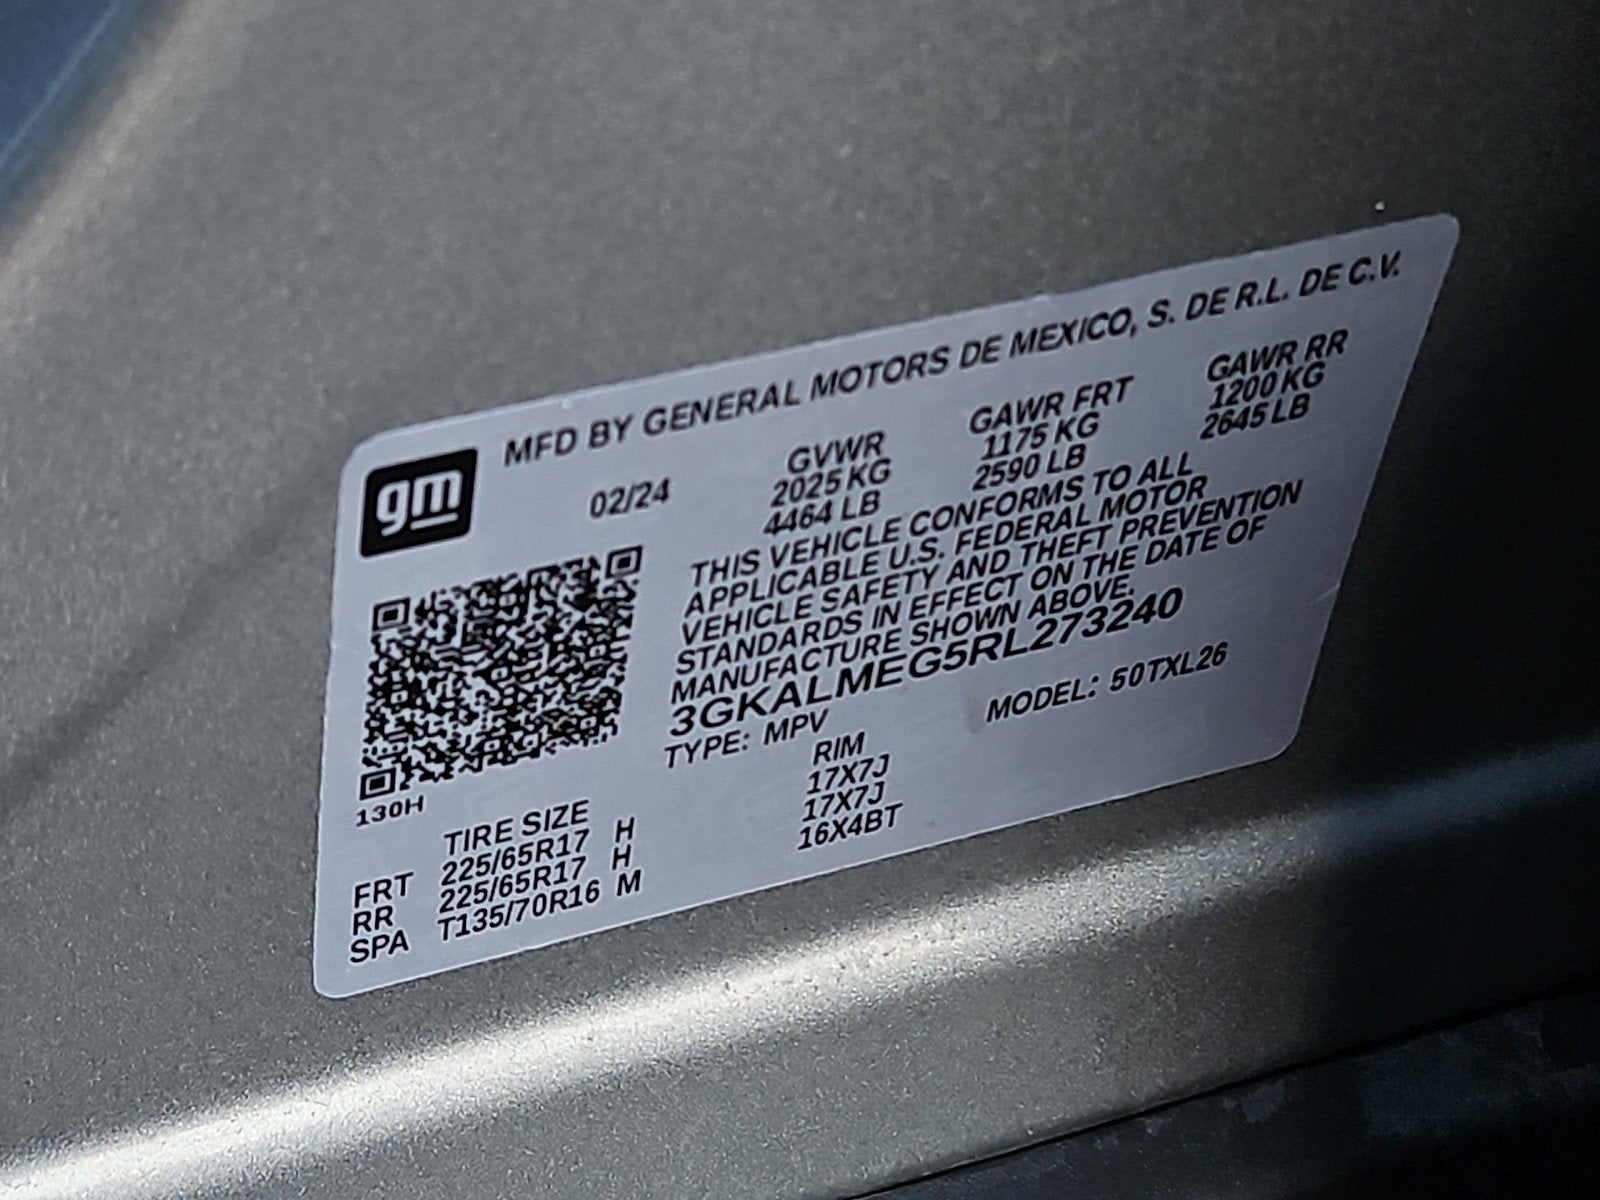 gm
MFD BY GENERAL MOTORS DE MEXICO, S. DE R.L. DE C.V.
02/24
GVWR GAWR FRT GAWR RR
2025 KG 1175 KG 1200 KG
4464 LB 2590 LB 2645 LB
THIS VEHICLE CONFORMS TO ALL
APPLICABLE U.S. FEDERAL MOTOR
VEHICLE SAFETY AND THEFT PREVENTION
STANDARDS IN EFFECT ON THE DATE OF
MANUFACTURE SHOWN ABOVE.
3GKALMEG5RL273240
TYPE: MPV MODEL: 50TXL26
130H
TIRE SIZE RIM
FRT 225/65R17 H 17X7J
RR 225/65R17 H 17X7J
SPA T135/70R16 M 16X4BT